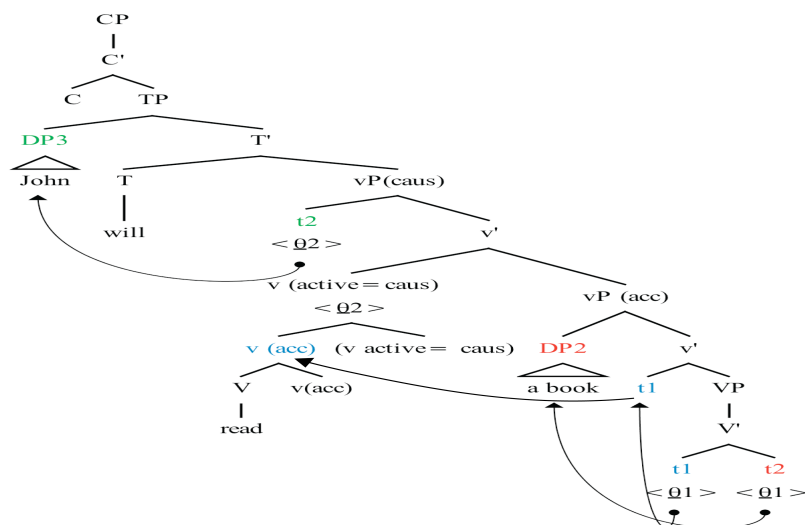 CP
C'
C TP
DP3 T'
John T vP(caus)
will t2 v'
<θ2>
v (active= caus) vP (acc)
<θ2>
v (acc) (v active= caus) DP2 v'
V v(acc) a book t1 VP
read V'
t1 t2
<θ1> <θ1>